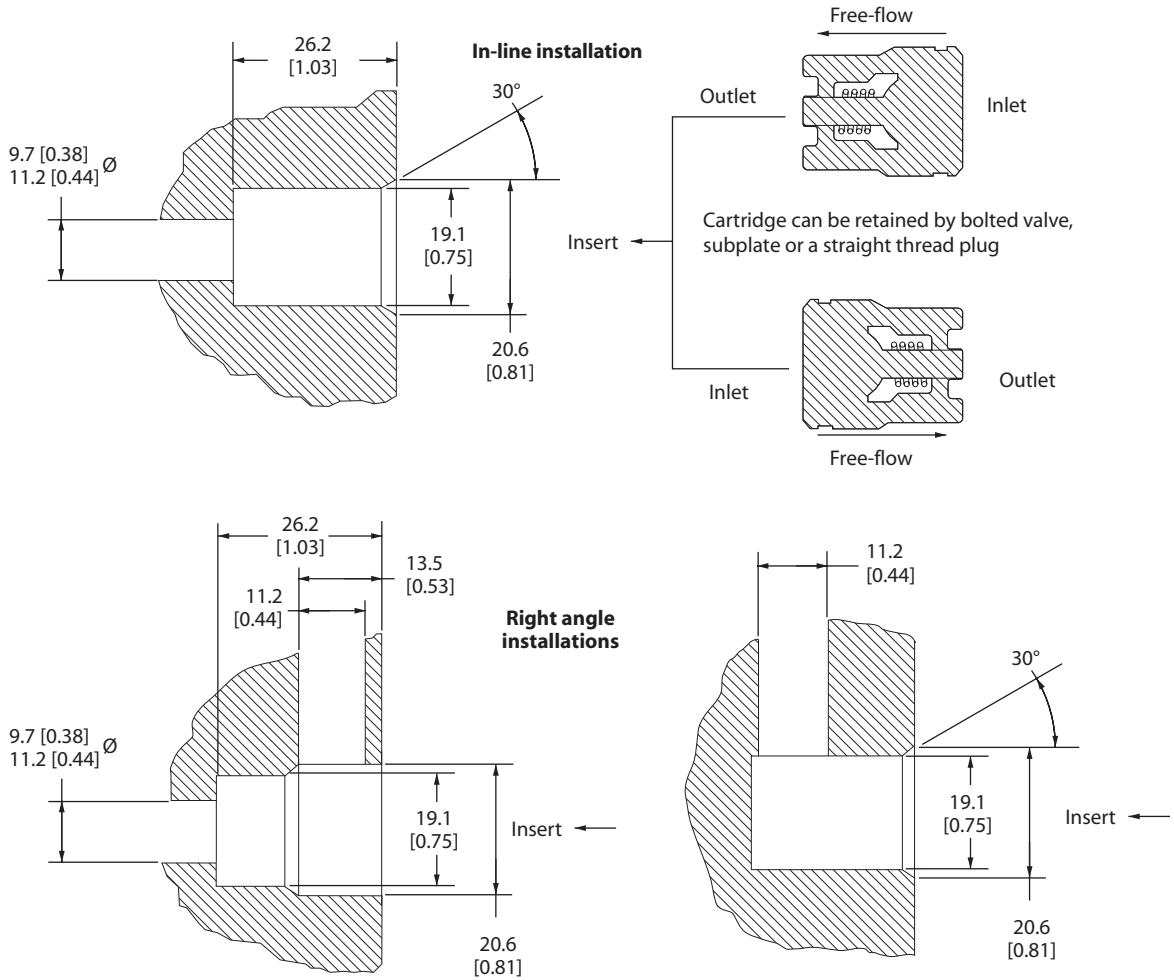 Free-flow
26.2
[1.03]
In-line installation
30°
Outlet
Inlet
9.7 [0.38]
11.2 [0.44] Ø
19.1
[0.75]
Insert
Cartridge can be retained by bolted valve,
subplate or a straight thread plug
20.6
[0.81]
Inlet
Outlet
Free-flow
26.2
[1.03]
13.5
[0.53]
11.2
[0.44]
Right angle
installations
11.2
[0.44]
30°
9.7 [0.38]
11.2 [0.44] Ø
19.1
[0.75]
Insert
19.1
[0.75]
Insert
20.6
[0.81]
20.6
[0.81]